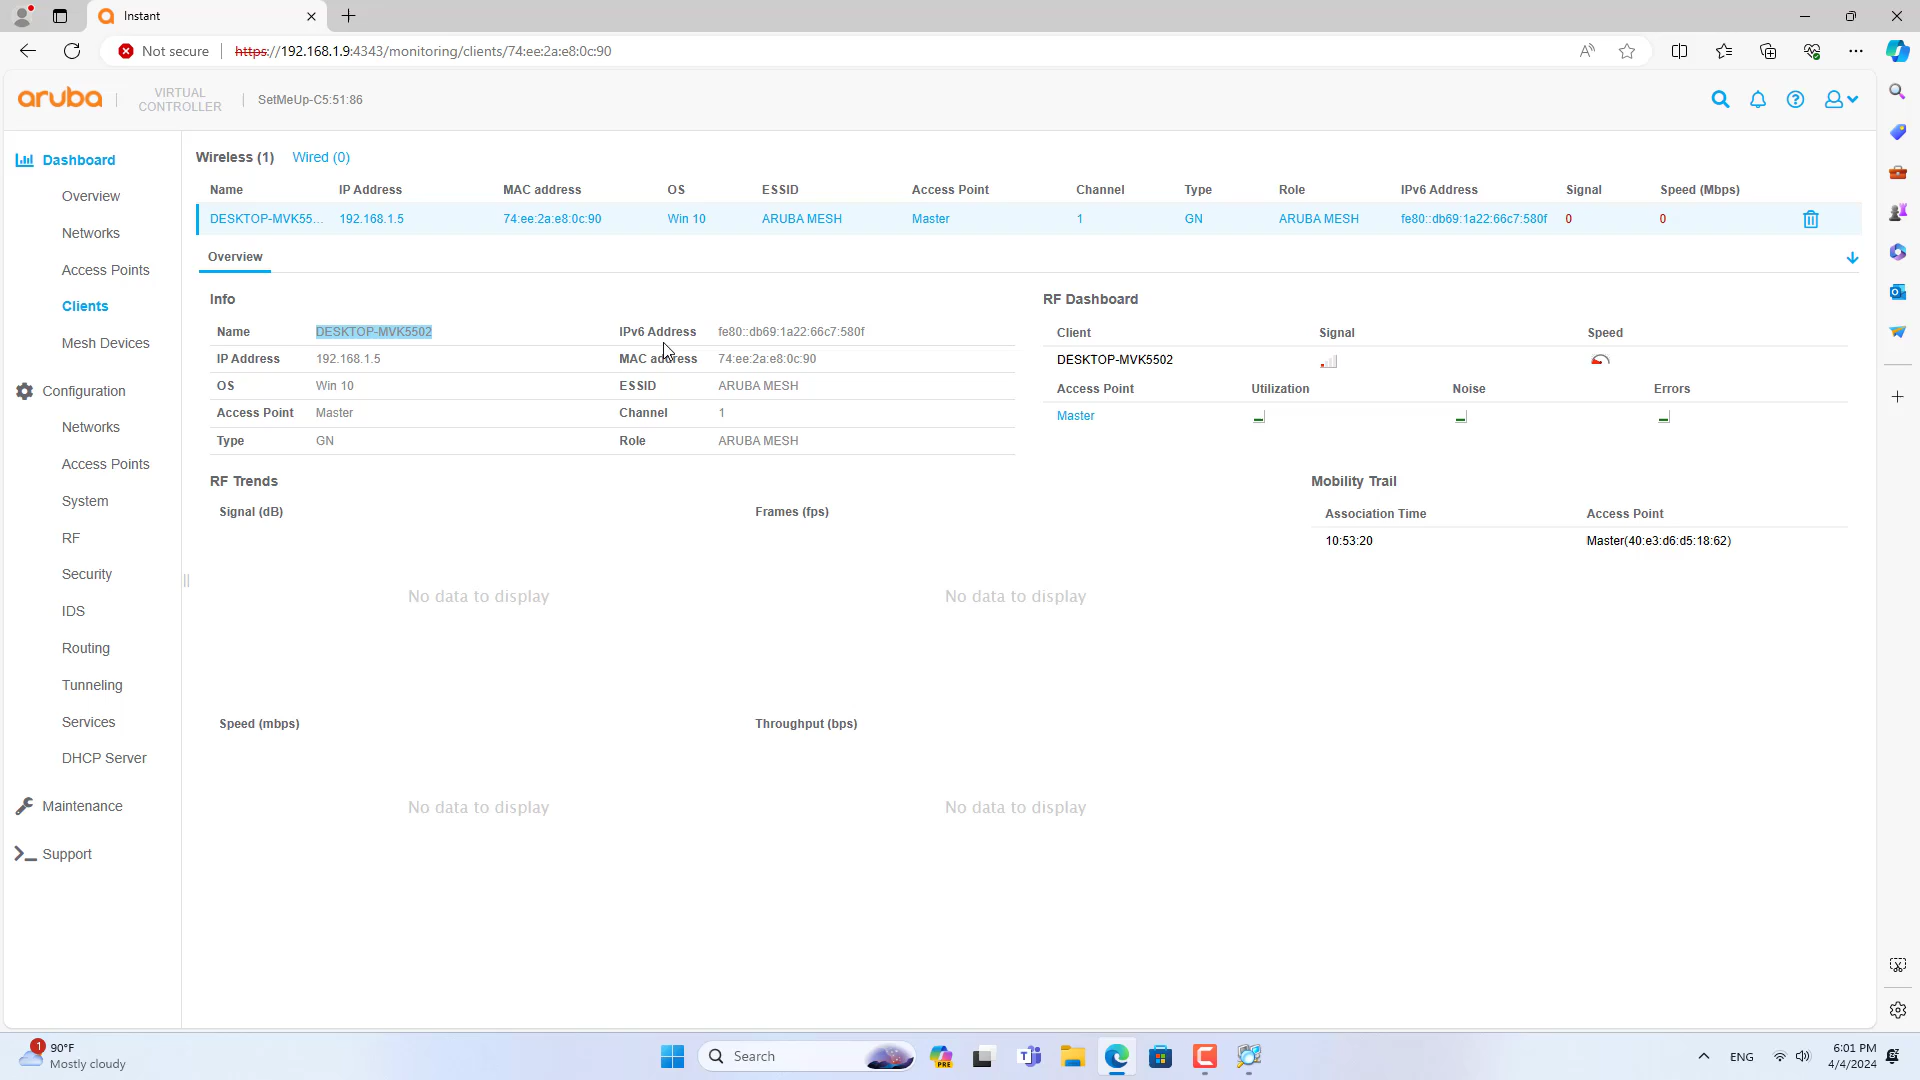 Instant
Not secure
https://192.168.1.9:4343/monitoring/clients/74:ee:2a:e8:0c:90
aruba
VIRTUAL
CONTROLLER
SetMeUp-C5:51:86
Dashboard
Overview
Networks
Access Points
Clients
Mesh Devices
Configuration
Networks
Access Points
System
RF
Security
IDS
Routing
Tunneling
Services
DHCP Server
Maintenance
Support
Wireless (1) Wired (0)
Name IP Address MAC address OS ESSID Access Point Channel Type Role IPv6 Address Signal Speed (Mbps)
DESKTOP-MVK55... 192.168.1.5 74:ee:2a:e8:0c:90 Win 10 ARUBA MESH Master 1 GN ARUBA MESH fe80::db69:1a22:66c7:580f 0 0
Overview
Info
Name DESKTOP-MVK5502 IPv6 Address fe80::db69:1a22:66c7:580f
IP Address 192.168.1.5 MAC address 74:ee:2a:e8:0c:90
OS Win 10 ESSID ARUBA MESH
Access Point Master Channel 1
Type GN Role ARUBA MESH
RF Dashboard
Client Signal Speed
DESKTOP-MVK5502
Access Point Utilization Noise Errors
Master
RF Trends
Signal (dB) Frames (fps)
No data to display No data to display
Speed (mbps) Throughput (bps)
No data to display No data to display
Mobility Trail
Association Time Access Point
10:53:20 Master(40:e3:d6:d5:18:62)
1
90°F
Mostly cloudy
Search
PRE
ENG
6:01 PM
4/4/2024